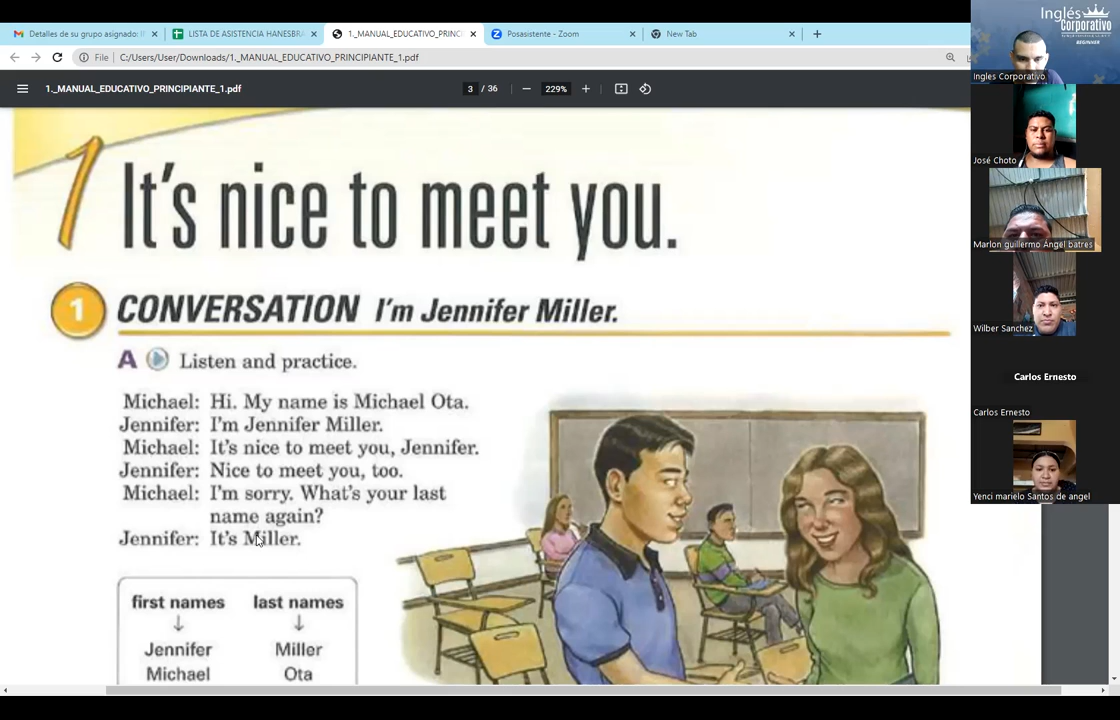 Detalles de su grupo asignado: I
LISTA DE ASISTENCIA HANESBRA
1._MANUAL_EDUCATIVO_PRINCI
Posasistente - Zoom
New Tab
File
C:/Users/User/Downloads/1._MANUAL_EDUCATIVO_PRINCIPIANTE_1.pdf
1._MANUAL_EDUCATIVO_PRINCIPIANTE_1.pdf
3 / 36
229%
1 It's nice to meet you.
1 CONVERSATION I'm Jennifer Miller.
A Listen and practice.
Michael: Hi. My name is Michael Ota.
Jennifer: I'm Jennifer Miller.
Michael: It's nice to meet you, Jennifer.
Jennifer: Nice to meet you, too.
Michael: I'm sorry. What's your last
name again?
Jennifer: It's Miller.
first names last names
Jennifer Miller
Michael Ota
Inglés
Corporativo
BEGINNER
Ingles Corporativo
José Choto
Marlon guillermo Angel batres
Wilber Sanchez
Carlos Ernesto
Carlos Ernesto
Yenci marielo Santos de angel